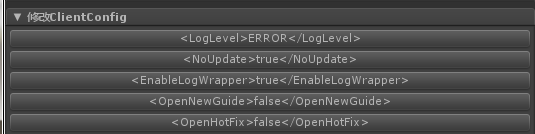 ▼ 修改ClientConfig
<LogLevel>ERROR</LogLevel>
<NoUpdate>true</NoUpdate>
<EnableLogWrapper>true</EnableLogWrapper>
<OpenNewGuide>false</OpenNewGuide>
<OpenHotFix>false</OpenHotFix>